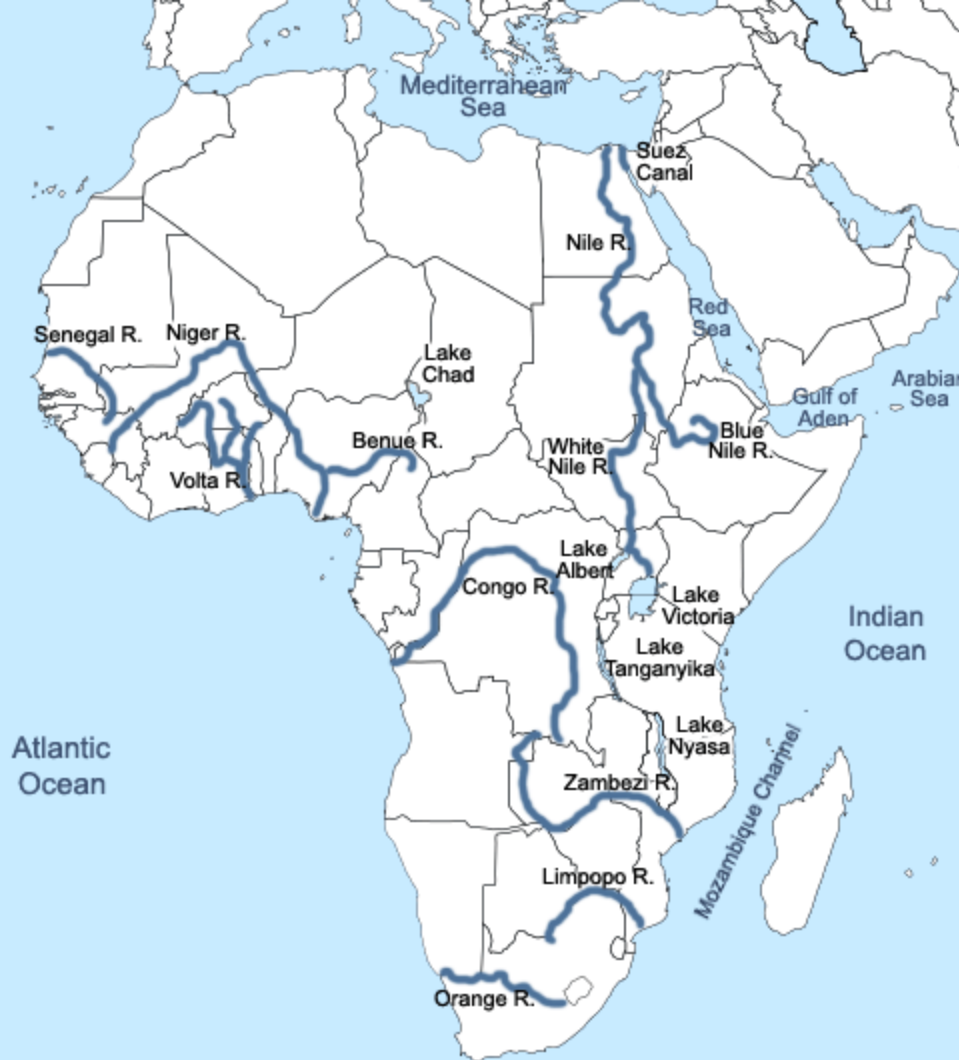 Mediterranean
Sea
Suez
Canal
Nile R.
Red
Sea
Senegal R.
Niger R.
Lake
Chad
Arabian
Sea
Gulf of
Aden
Benue R.
Blue
Nile R.
White
Nile R.
Volta R.
Lake
Albert
Congo R.
Lake
Victoria
Indian
Ocean
Lake
Tanganyika
Lake
Nyasa
Atlantic
Ocean
Zambezi R.
Mozambique Channel
Limpopo R.
Orange R.